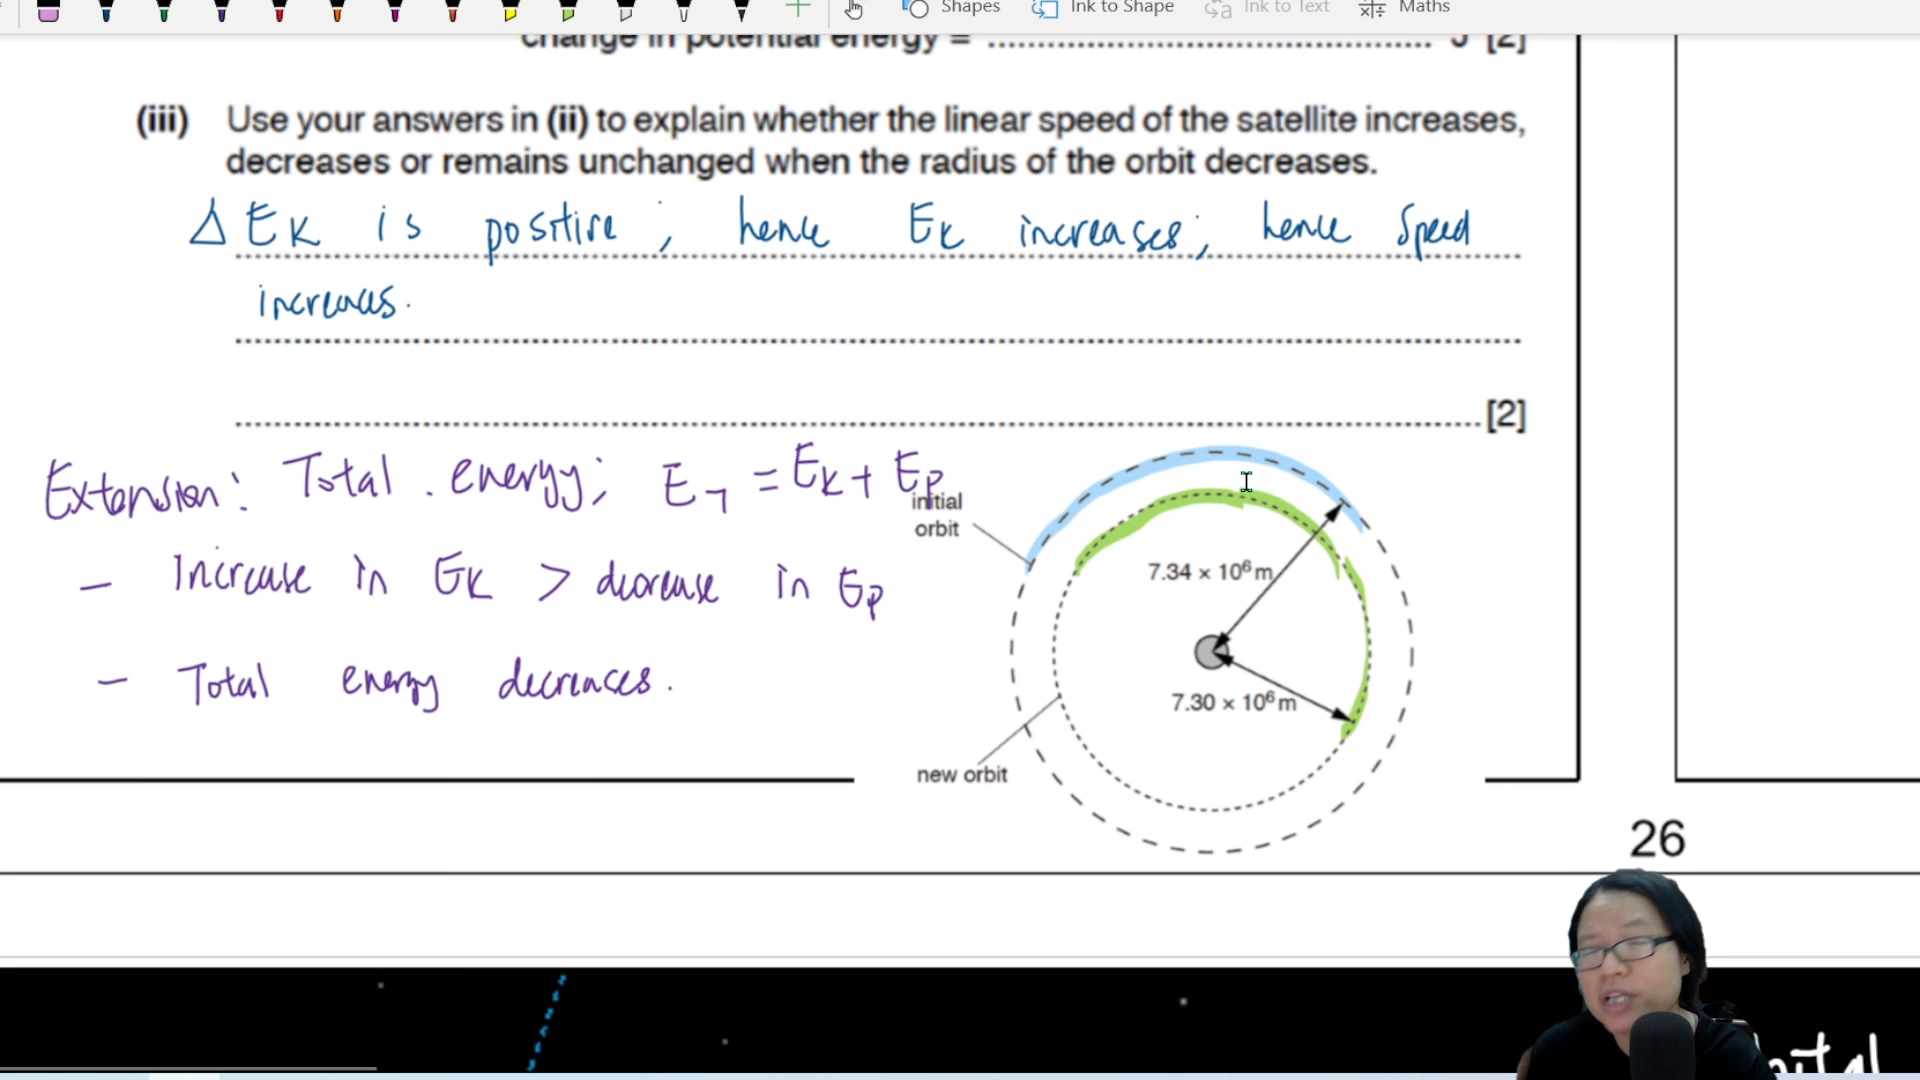 Shapes Ink to Shape Ink to Text Maths
change in potential energy = ........................................ J [2]
(iii) Use your answers in (ii) to explain whether the linear speed of the satellite increases,
decreases or remains unchanged when the radius of the orbit decreases.
Δ EK is positive ; hence EK increases; hence speed
increases.
[2]
Extension: Total energy; ET = EK + EP
initial
orbit
- Increase in EK > decrease in EP
7.34 × 10⁶ m
- Total energy decreases.
7.30 × 10⁶ m
new orbit
26